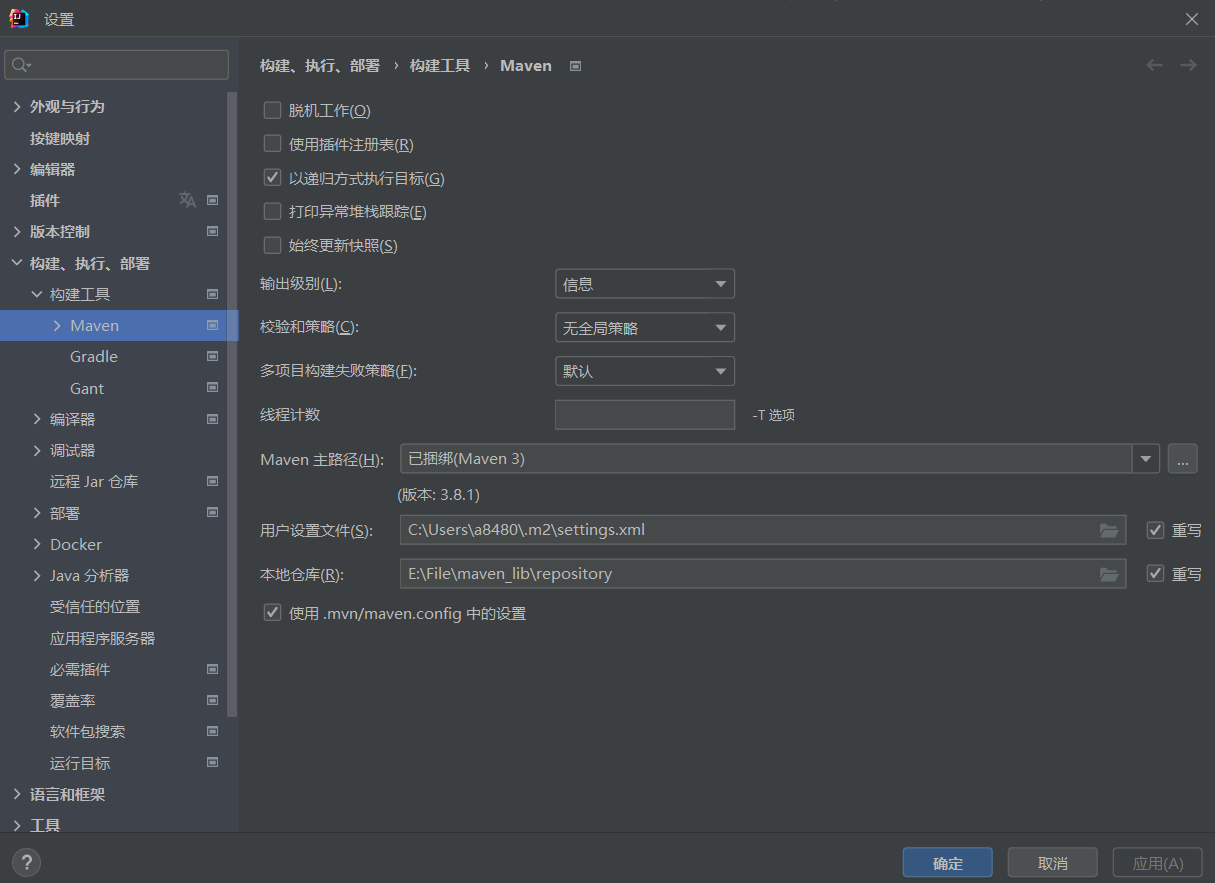 设置
外观与行为
按键映射
编辑器
插件
版本控制
构建、执行、部署
构建工具
Maven
Gradle
Gant
编译器
调试器
远程 Jar 仓库
部署
Docker
Java 分析器
受信任的位置
应用程序服务器
必需插件
覆盖率
软件包搜索
运行目标
语言和框架
工具
构建、执行、部署 › 构建工具 › Maven
脱机工作(O)
使用插件注册表(R)
以递归方式执行目标(G)
打印异常堆栈跟踪(E)
始终更新快照(S)
输出级别(L): 信息
校验和策略(C): 无全局策略
多项目构建失败策略(F): 默认
线程计数 -T 选项
Maven 主路径(H): 已捆绑(Maven 3) ...
(版本: 3.8.1)
用户设置文件(S): C:\Users\a8480\.m2\settings.xml 重写
本地仓库(R): E:\File\maven_lib\repository 重写
使用 .mvn/maven.config 中的设置
? 确定 取消 应用(A)